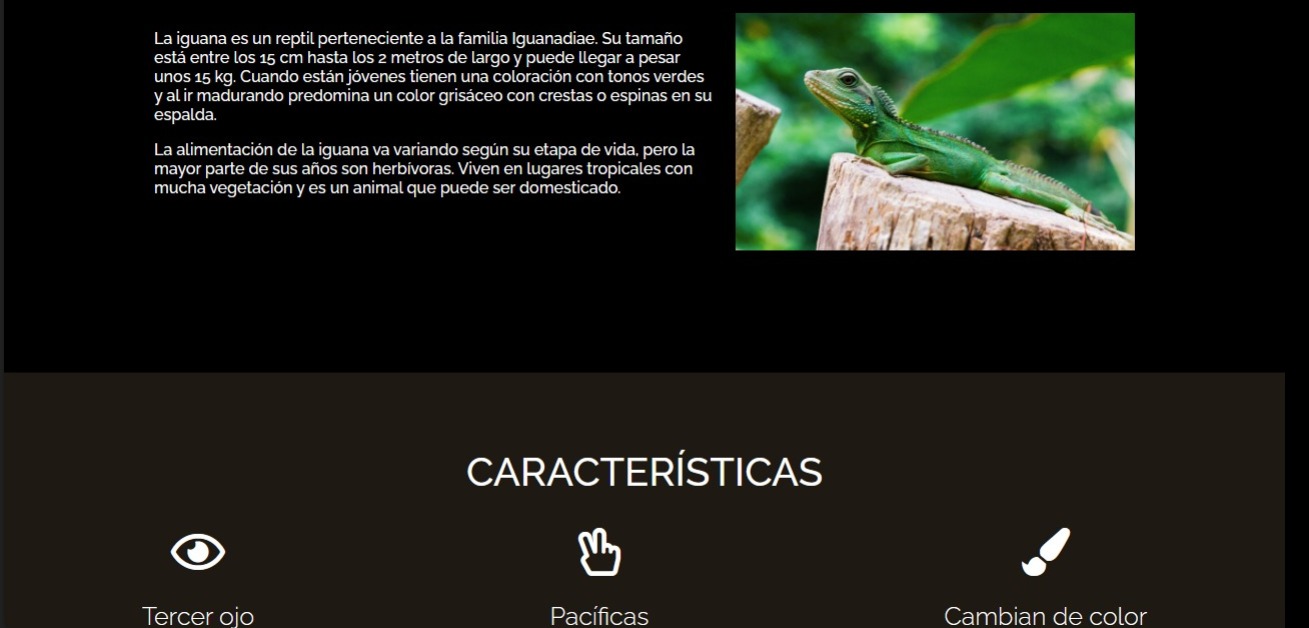 La iguana es un reptil perteneciente a la familia Iguanadiae. Su tamaño
está entre los 15 cm hasta los 2 metros de largo y puede llegar a pesar
unos 15 kg. Cuando están jóvenes tienen una coloración con tonos verdes
y al ir madurando predomina un color grisáceo con crestas o espinas en su
espalda.
La alimentación de la iguana va variando según su etapa de vida, pero la
mayor parte de sus años son herbívoras. Viven en lugares tropicales con
mucha vegetación y es un animal que puede ser domesticado.
CARACTERÍSTICAS
Tercer ojo
Pacíficas
Cambian de color